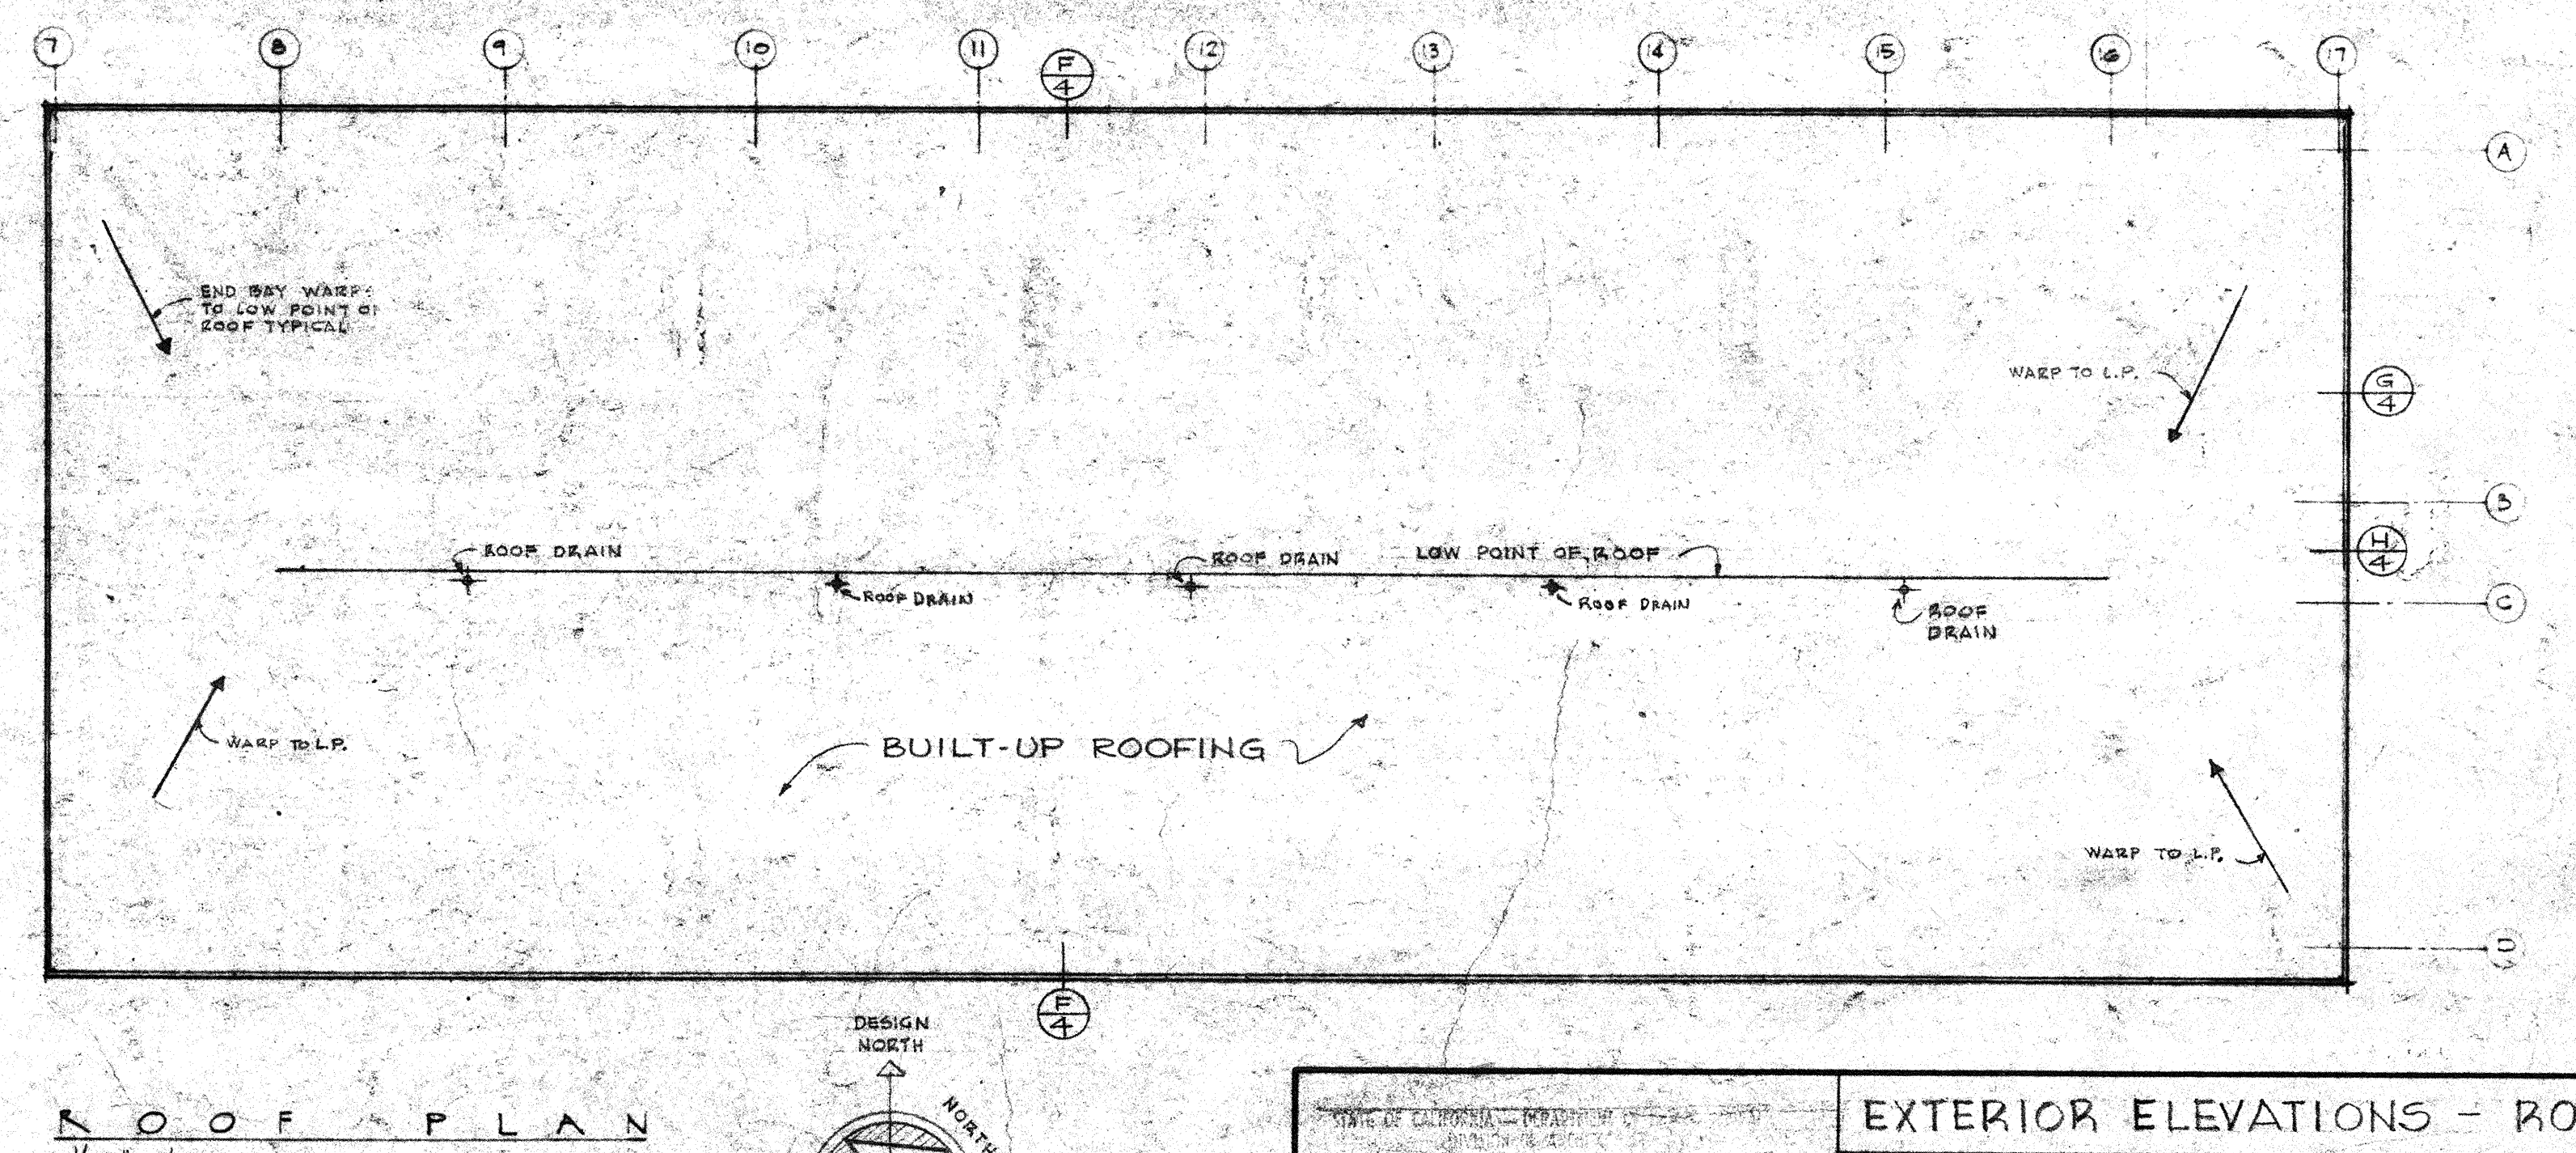 7
8
9
10
11
F
4
12
13
14
15
16
17
A
END BAY WARP
TO LOW POINT OF
ROOF TYPICAL
WARP TO L.P.
G
4
B
ROOF DRAIN
ROOF DRAIN
LOW POINT OF ROOF
H
4
ROOF DRAIN
ROOF DRAIN
C
ROOF
DRAIN
WARP TO L.P.
BUILT-UP ROOFING
WARP TO L.P.
D
F
4
DESIGN
NORTH
NORTH
ROOF PLAN
STATE OF CALIFORNIA
EXTERIOR ELEVATIONS - RO